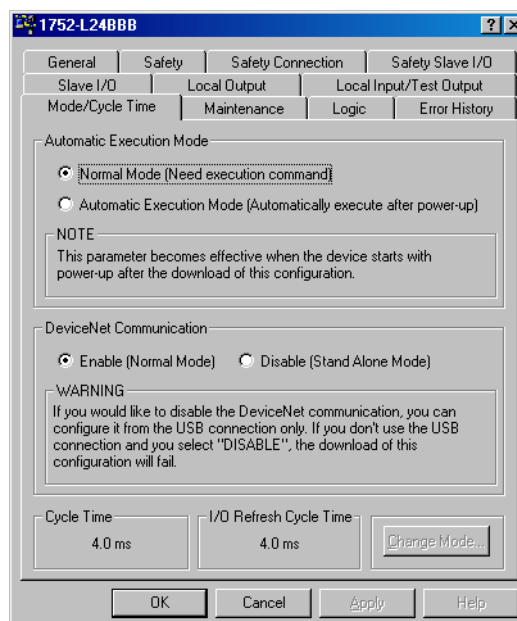 1752-L24BBB
General Safety Safety Connection Safety Slave I/O
Slave I/O Local Output Local Input/Test Output
Mode/Cycle Time Maintenance Logic Error History
Automatic Execution Mode
Normal Mode (Need execution command)
Automatic Execution Mode (Automatically execute after power-up)
NOTE
This parameter becomes effective when the device starts with
power-up after the download of this configuration.
DeviceNet Communication
Enable (Normal Mode) Disable (Stand Alone Mode)
WARNING
If you would like to disable the DeviceNet communication, you can
configure it from the USB connection only. If you don't use the USB
connection and you select "DISABLE", the download of this
configuration will fail.
Cycle Time I/O Refresh Cycle Time
4.0 ms 4.0 ms Change Mode...
OK Cancel Apply Help